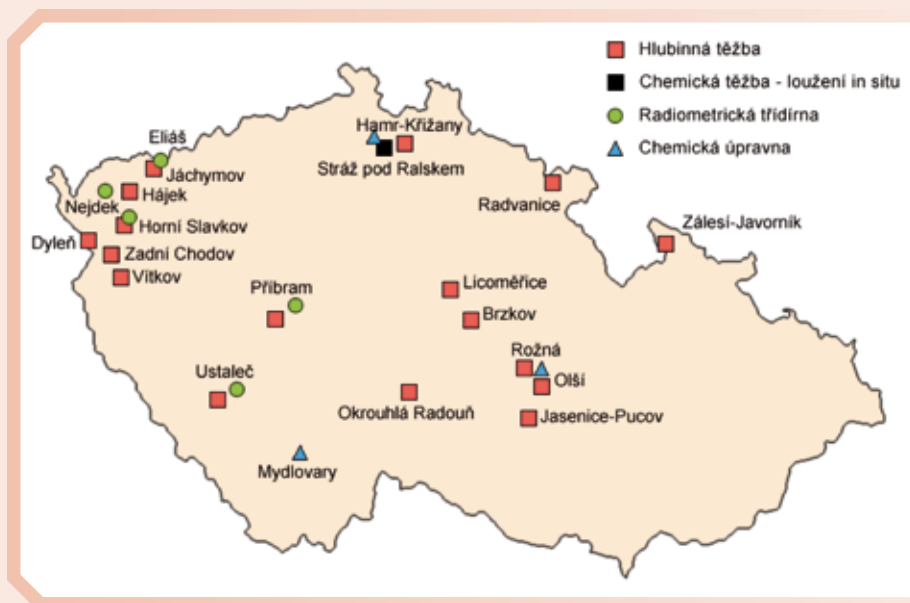 Hlubinná těžba
Chemická těžba - loužení in situ
Radiometrická třídírna
Chemická úpravna
Hamr-Křižany
Stráž pod Ralskem
Eliáš
Jáchymov
Hájek
Nejdek
Horní Slavkov
Dyleň
Zadní Chodov
Vítkov
Radvanice
Zálesí-Javorník
Příbram
Licoměřice
Brzkov
Rožná
Olší
Ustaleč
Okrouhlá Radouň
Jasenice-Pucov
Mydlovary